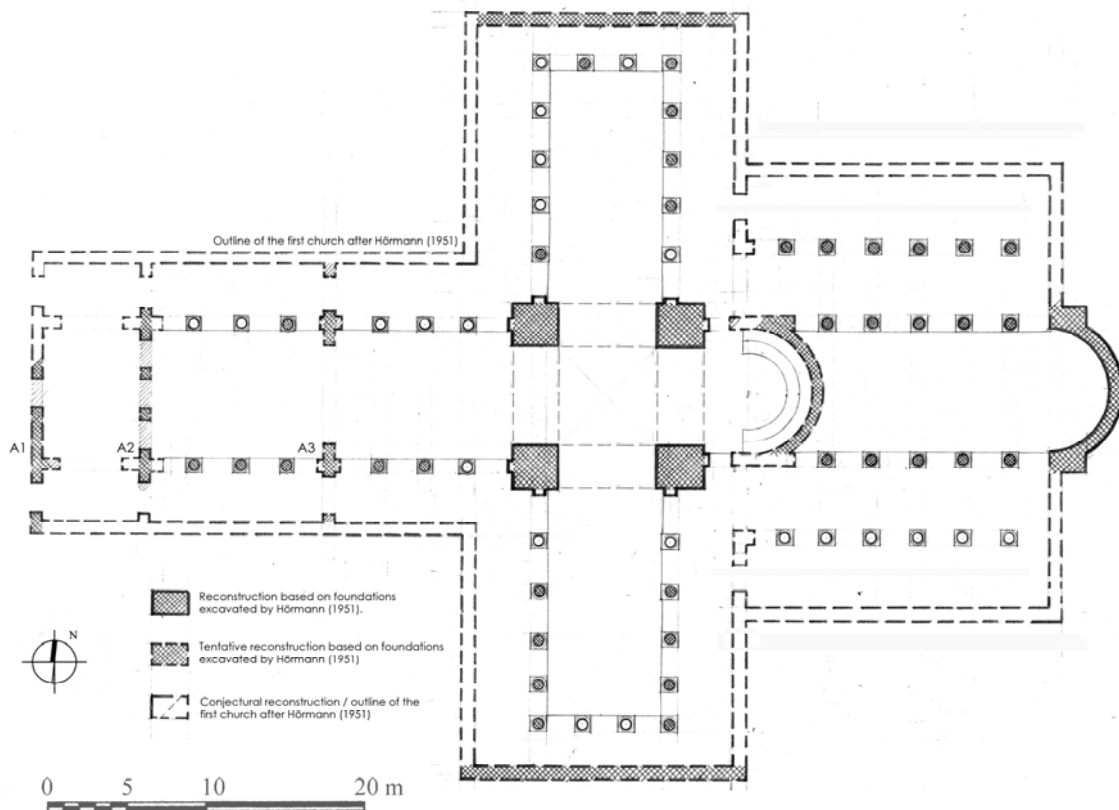 Outline of the first church after Hörmann (1951)
A1
A2
A3
Reconstruction based on foundations
excavated by Hörmann (1951).
N
Tentative reconstruction based on foundations
excavated by Hörmann (1951)
Conjectural reconstruction / outline of the
first church after Hörmann (1951)
0 5 10 20 m